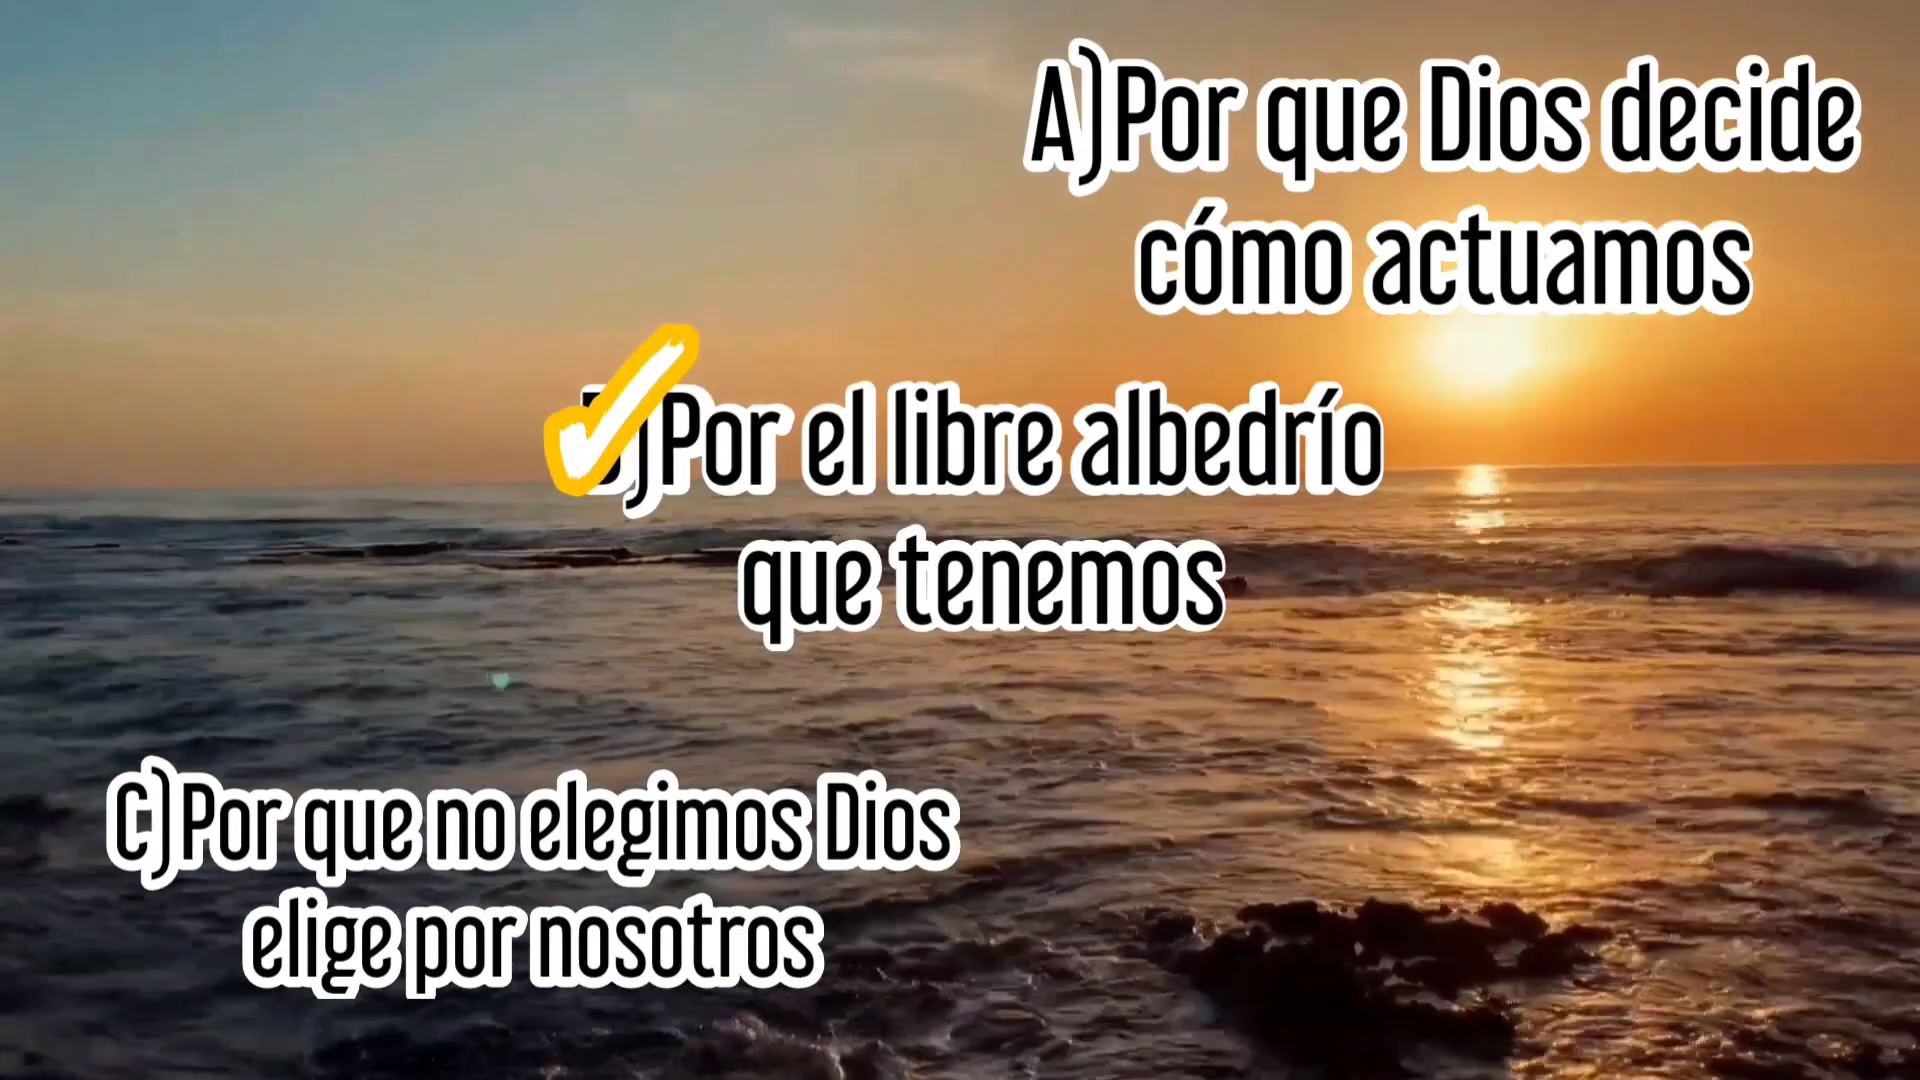 A)Por que Dios decide
cómo actuamos
B)Por el libre albedrío
que tenemos
C)Por que no elegimos Dios
elige por nosotros